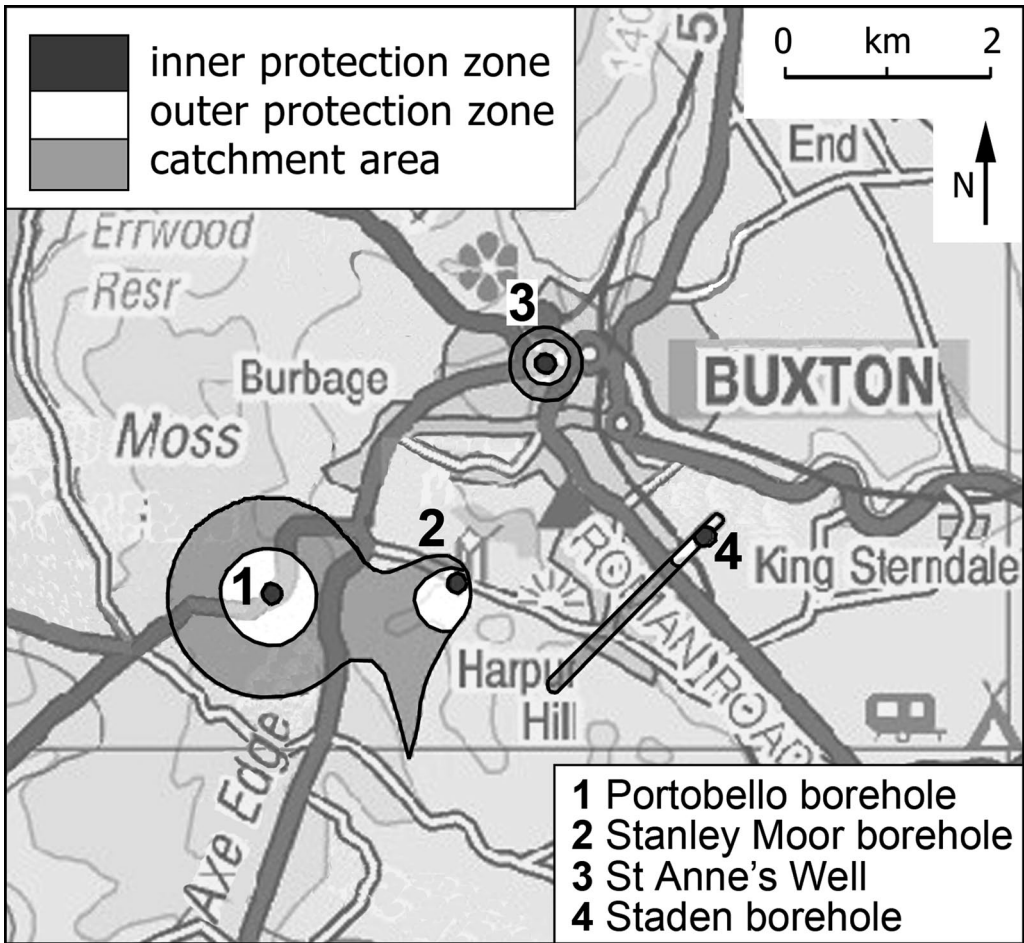 inner protection zone
outer protection zone
catchment area
0 km 2
N
140
5
End
Errwood
Resr
3
Burbage
BUXTON
Moss
2
1
4
King Sterndale
ROMAN ROAD
Harpur
Hill
Axe Edge
1 Portobello borehole
2 Stanley Moor borehole
3 St Anne's Well
4 Staden borehole